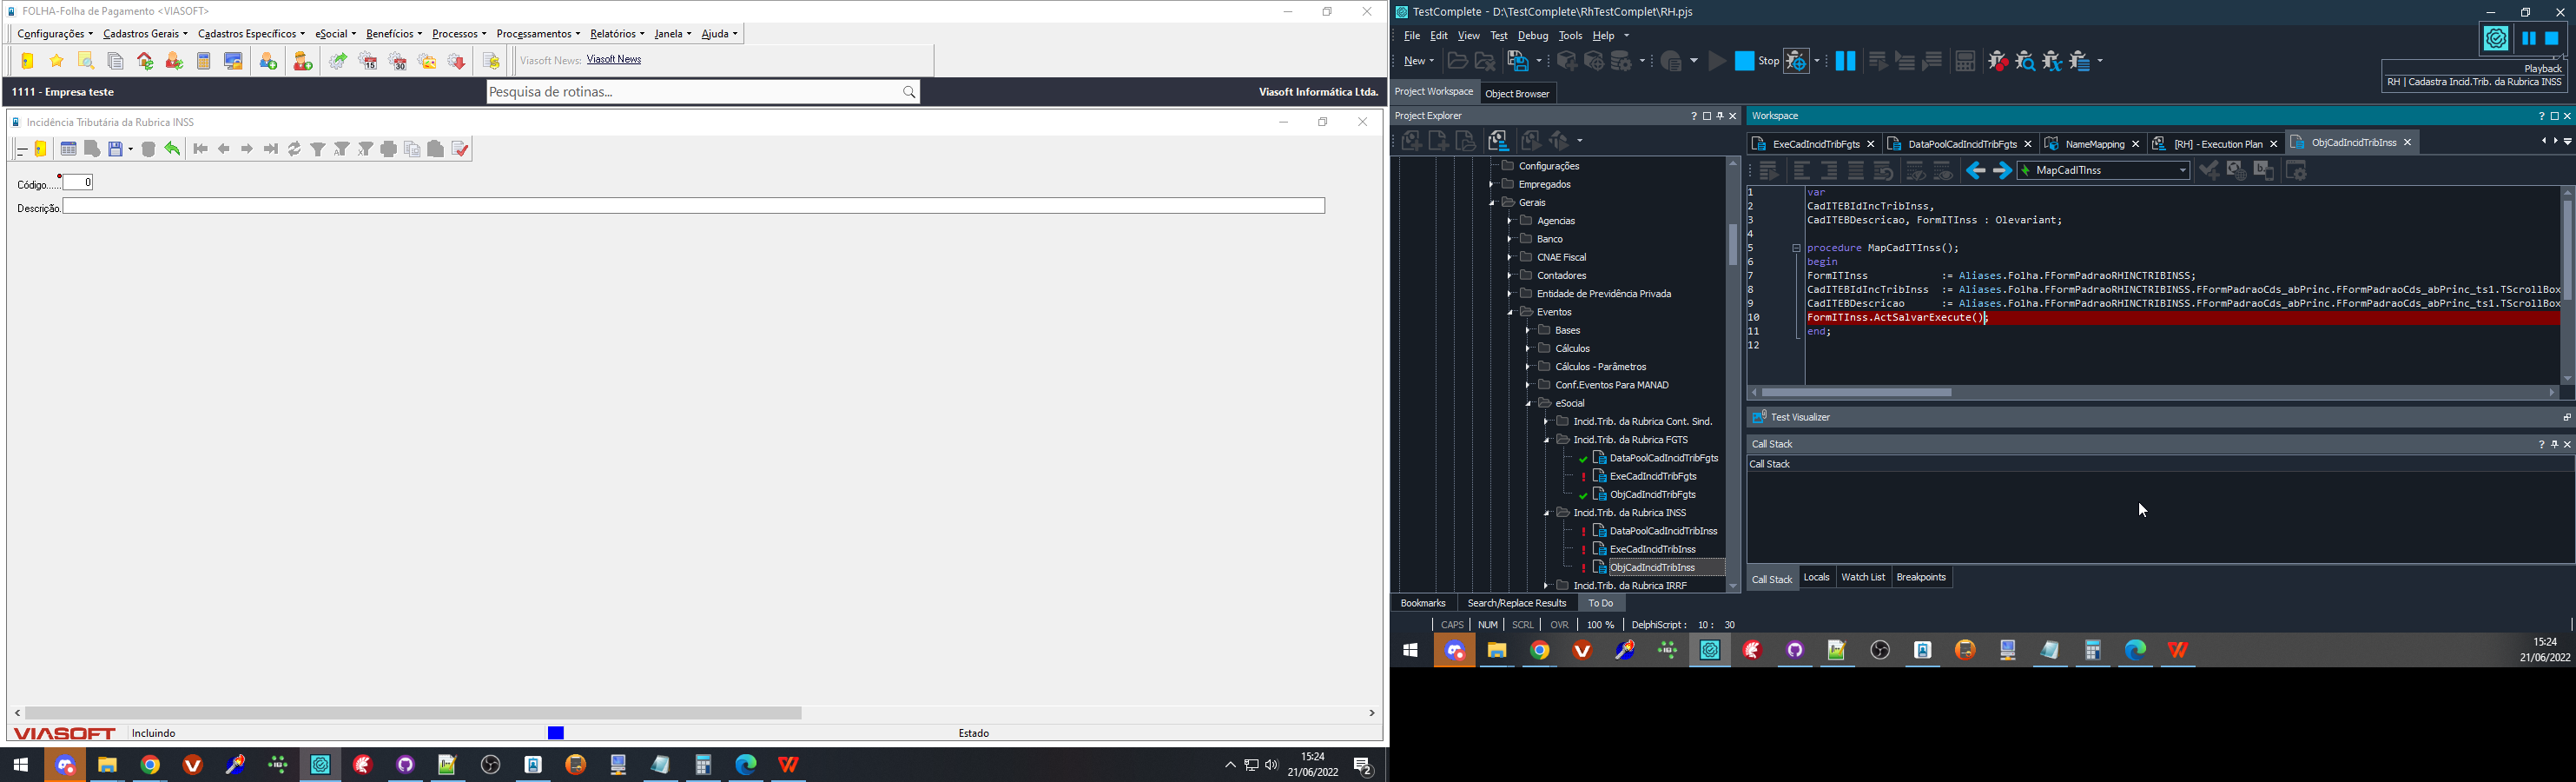 FOLHA-Folha de Pagamento <VIASOFT>
Configurações Cadastros Gerais Cadastros Específicos eSocial Benefícios Processos Processamentos Relatórios Janela Ajuda
15 30
Viasoft News: Viasoft News
1111 - Empresa teste
Pesquisa de rotinas...
Viasoft Informática Ltda.
Incidência Tributária da Rubrica INSS
Código...... 0
Descrição.
VIASOFT Incluindo
Estado
15:24
21/06/2022
2
TestComplete - D:\TestComplete\RhTestComplet\RH.pjs
File Edit View Test Debug Tools Help
New
Stop
Playback
RH | Cadastra Incid.Trib. da Rubrica INSS
Project Workspace Object Browser
Project Explorer
Configurações
Empregados
Gerais
Agencias
Banco
CNAE Fiscal
Contadores
Entidade de Previdência Privada
Eventos
Bases
Cálculos
Cálculos - Parâmetros
Conf.Eventos Para MANAD
eSocial
Incid.Trib. da Rubrica Cont. Sind.
Incid.Trib. da Rubrica FGTS
DataPoolCadIncidTribFgts
ExeCadIncidTribFgts
ObjCadIncidTribFgts
Incid.Trib. da Rubrica INSS
DataPoolCadIncidTribInss
ExeCadIncidTribInss
ObjCadIncidTribInss
Incid.Trib. da Rubrica IRRF
Workspace
ExeCadIncidTribFgts DataPoolCadIncidTribFgts NameMapping [RH] - Execution Plan ObjCadIncidTribInss
MapCadITInss
1 var
2 CadITEBIdIncTribInss,
3 CadITEBDescricao, FormITInss : Olevariant;
4
5 procedure MapCadITInss();
6 begin
7 FormITInss := Aliases.Folha.FFormPadraoRHINCTRIBINSS;
8 CadITEBIdIncTribInss := Aliases.Folha.FFormPadraoRHINCTRIBINSS.FFormPadraoCds_abPrinc.FFormPadraoCds_abPrinc_ts1.TScrollBox
9 CadITEBDescricao := Aliases.Folha.FFormPadraoRHINCTRIBINSS.FFormPadraoCds_abPrinc.FFormPadraoCds_abPrinc_ts1.TScrollBox
10 FormITInss.ActSalvarExecute();
11 end;
12
Test Visualizer
Call Stack
Call Stack
Call Stack Locals Watch List Breakpoints
Bookmarks Search/Replace Results To Do
CAPS NUM SCRL OVR 100 % DelphiScript : 10 : 30
15:24
21/06/2022